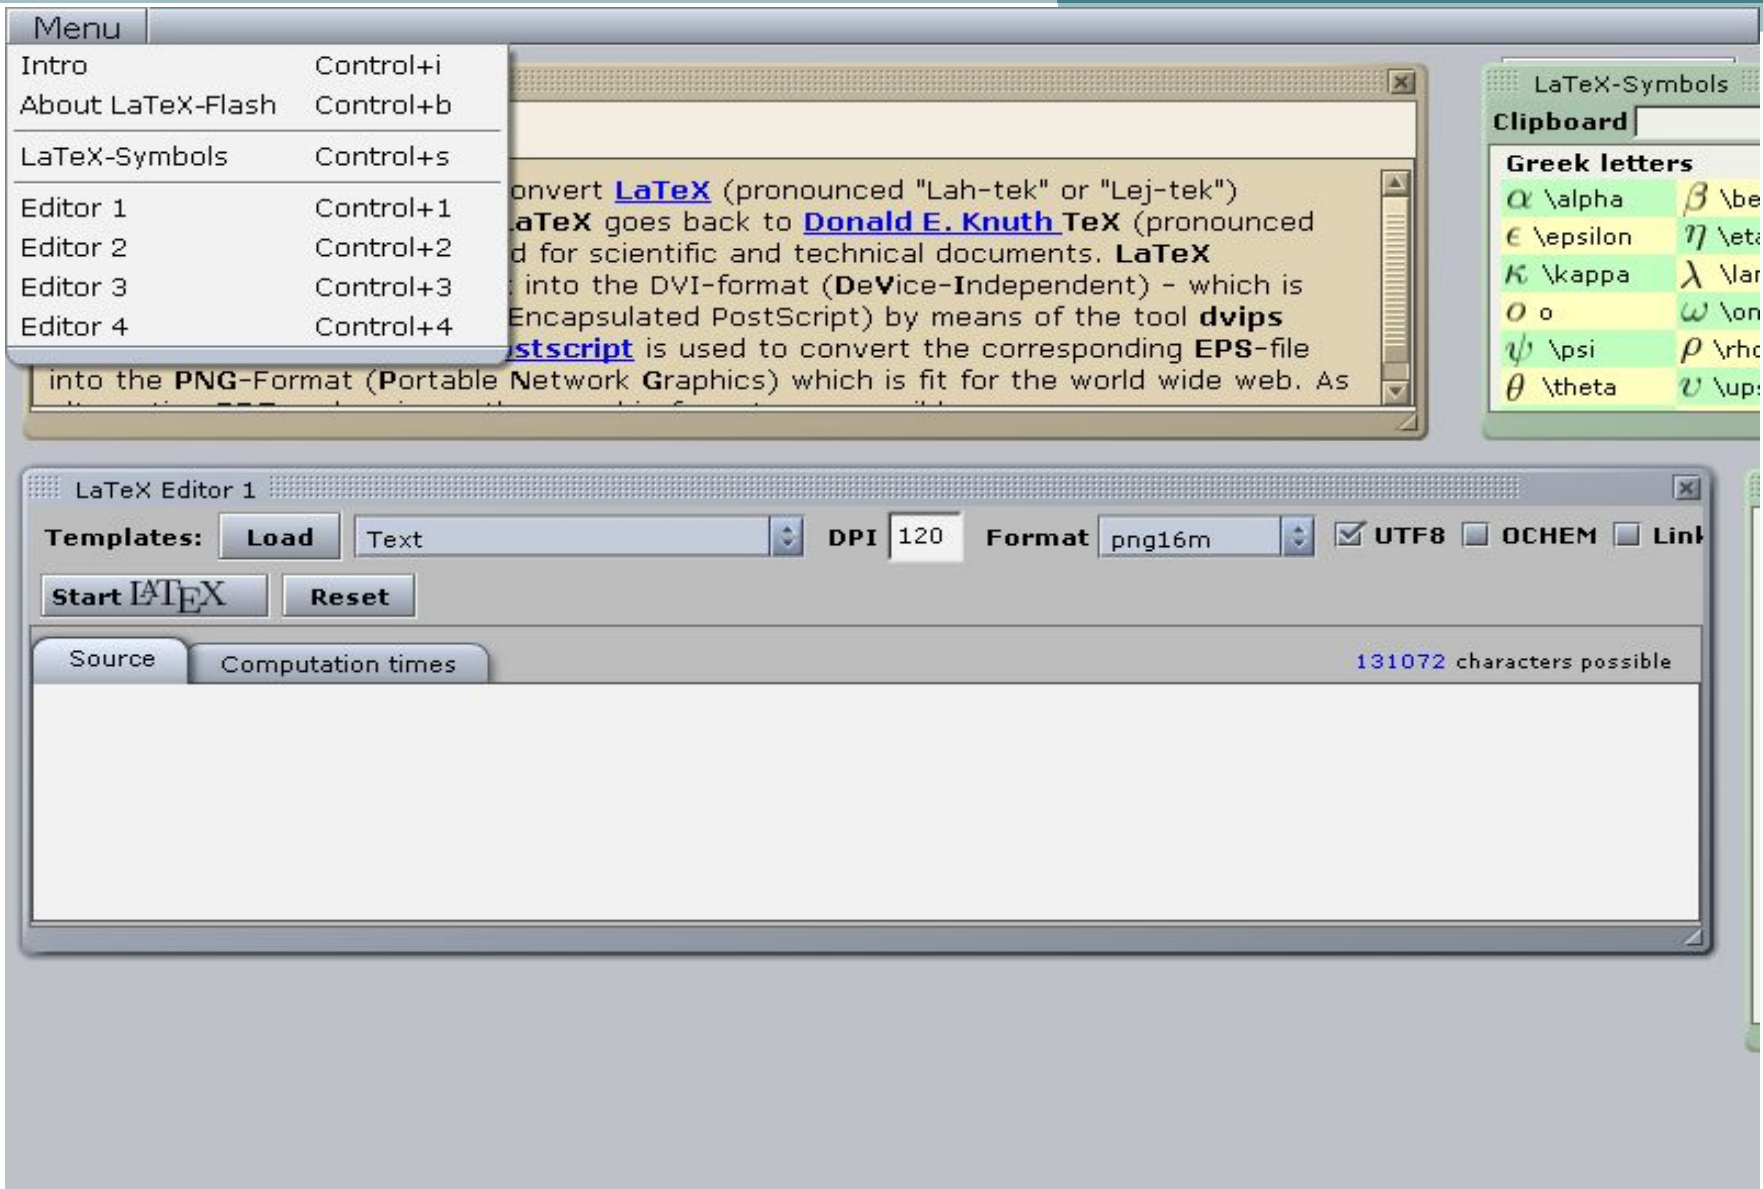 Menu
Intro Control+i
About LaTeX-Flash Control+b
LaTeX-Symbols Control+s
Editor 1 Control+1
Editor 2 Control+2
Editor 3 Control+3
Editor 4 Control+4
onvert LaTeX (pronounced "Lah-tek" or "Lej-tek")
aTeX goes back to Donald E. Knuth TeX (pronounced
d for scientific and technical documents. LaTeX
into the DVI-format (DeVice-Independent) - which is
Encapsulated PostScript) by means of the tool dvips
stscript is used to convert the corresponding EPS-file
into the PNG-Format (Portable Network Graphics) which is fit for the world wide web. As
LaTeX-Symbols
Clipboard
Greek letters
α \alpha β \be
ϵ \epsilon η \eta
κ \kappa λ \lar
o o ω \on
ψ \psi ρ \rho
θ \theta υ \ups
LaTeX Editor 1
Templates: Load Text DPI 120 Format png16m UTF8 OCHEM Link
Start LATEX Reset
Source Computation times 131072 characters possible